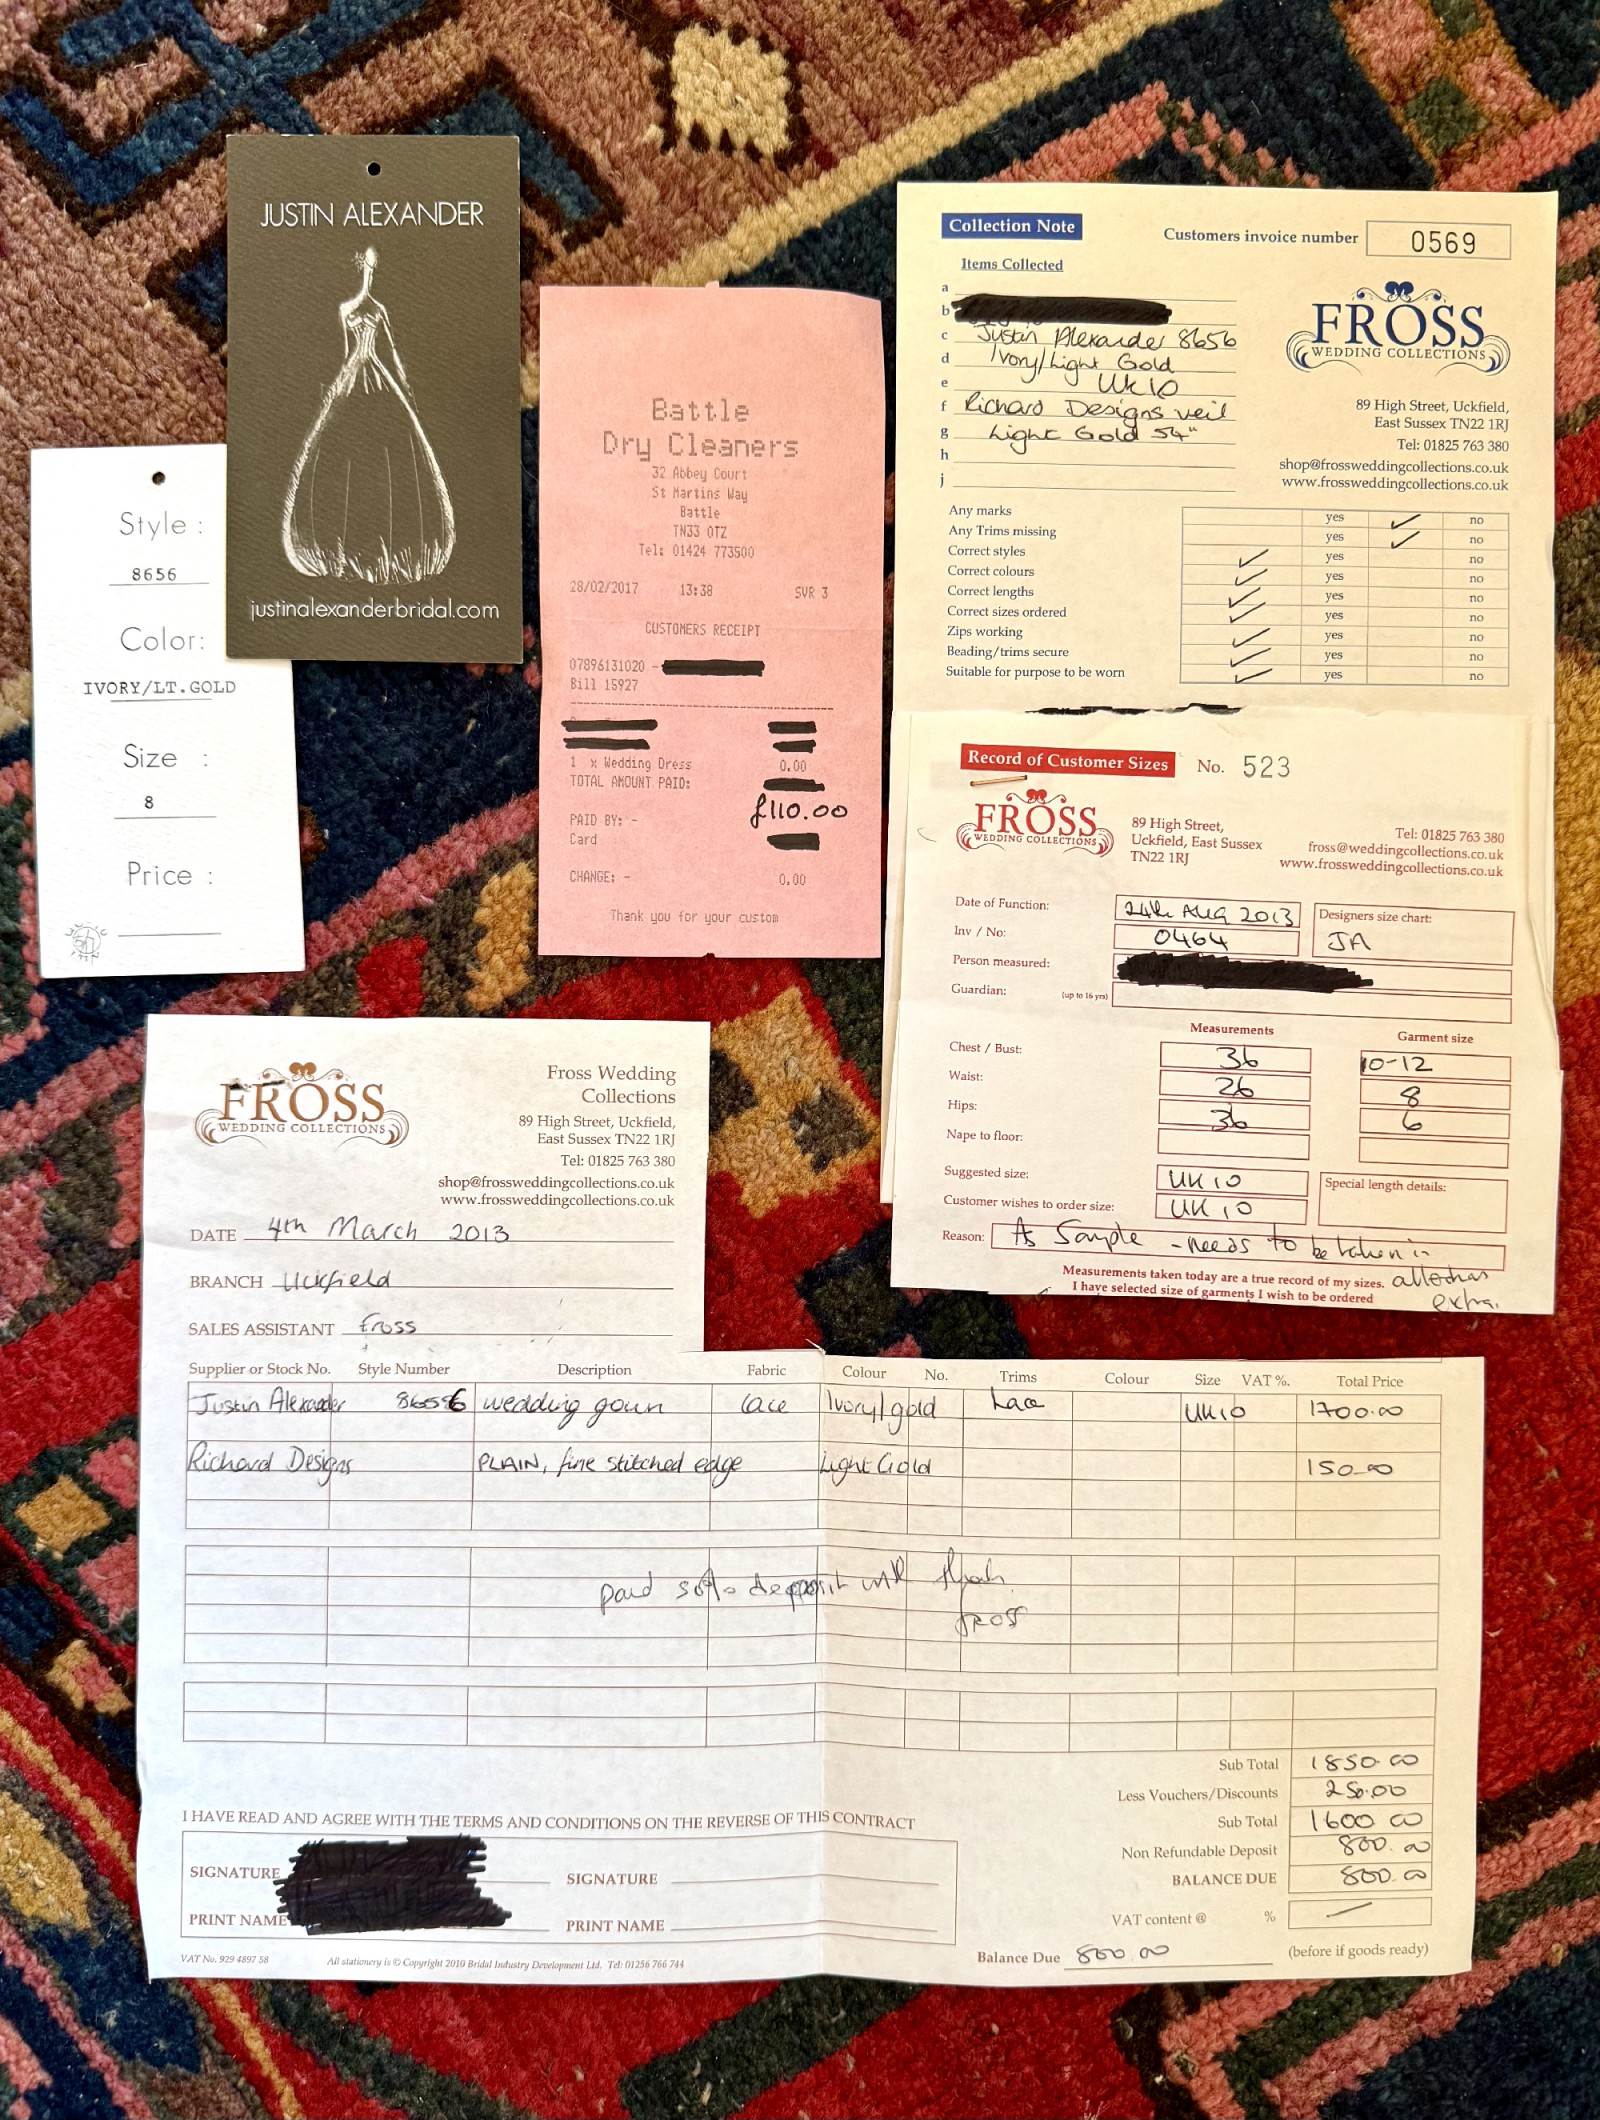 JUSTIN ALEXANDER
justinalexanderbridal.com
Style :
8656
Color:
IVORY/LT.GOLD
Size :
8
Price :
Battle
Dry Cleaners
32 Abbey Court
St Martins Way
Battle
TN33 0TZ
Tel: 01424 773500
28/02/2017 13:38 SVR 3
CUSTOMERS RECEIPT
07896131020 -
Bill 15927
1 x Wedding Dress 0.00
TOTAL AMOUNT PAID:
£110.00
PAID BY: -
Card
CHANGE: - 0.00
Thank you for your custom
Collection Note
Customers invoice number 0569
Items Collected
FROSS
WEDDING COLLECTIONS
89 High Street, Uckfield,
East Sussex TN22 1RJ
Tel: 01825 763 380
shop@frossweddingcollections.co.uk
www.frossweddingcollections.co.uk
a
b
c Justin Alexander 8656
d Ivory/Light Gold
e UK 10
f Richard Designs veil
g Light Gold 54"
h
j
Any marks yes ✓ no
Any Trims missing yes ✓ no
Correct styles ✓ yes no
Correct colours ✓ yes no
Correct lengths ✓ yes no
Correct sizes ordered ✓ yes no
Zips working ✓ yes no
Beading/trims secure ✓ yes no
Suitable for purpose to be worn ✓ yes no
Record of Customer Sizes No. 523
FROSS
WEDDING COLLECTIONS
89 High Street,
Uckfield, East Sussex
TN22 1RJ
Tel: 01825 763 380
fross@weddingcollections.co.uk
www.frossweddingcollections.co.uk
Date of Function: 24th AUG 2013
Designers size chart:
JA
Inv / No: 0464
Person measured:
Guardian: (up to 16 yrs)
Measurements Garment size
Chest / Bust: 36 10-12
Waist: 26 8
Hips: 36 6
Nape to floor:
Suggested size: UK 10
Special length details:
Customer wishes to order size: UK 10
Reason: As Sample - needs to be taken in
Measurements taken today are a true record of my sizes.
I have selected size of garments I wish to be ordered
extra.
FROSS
WEDDING COLLECTIONS
Fross Wedding
Collections
89 High Street, Uckfield,
East Sussex TN22 1RJ
Tel: 01825 763 380
shop@frossweddingcollections.co.uk
www.frossweddingcollections.co.uk
DATE 4th March 2013
BRANCH Uckfield
SALES ASSISTANT Fross
Supplier or Stock No. Style Number Description Fabric Colour No. Trims Colour Size VAT %. Total Price
Justin Alexander 8656 wedding gown lace Ivory/gold Lace UK10 1700.00
Richard Designs PLAIN, fine stitched edge Light Gold 150.00
paid 50% deposit with
FROSS
Sub Total 1850.00
Less Vouchers/Discounts 250.00
Sub Total 1600 00
Non Refundable Deposit 800.00
BALANCE DUE 800.00
VAT content @ %
Balance Due 800.00 (before if goods ready)
I HAVE READ AND AGREE WITH THE TERMS AND CONDITIONS ON THE REVERSE OF THIS CONTRACT
SIGNATURE SIGNATURE
PRINT NAME PRINT NAME
VAT No. 929 4897 58 All stationery is © Copyright 2010 Bridal Industry Development Ltd. Tel: 01256 766 744